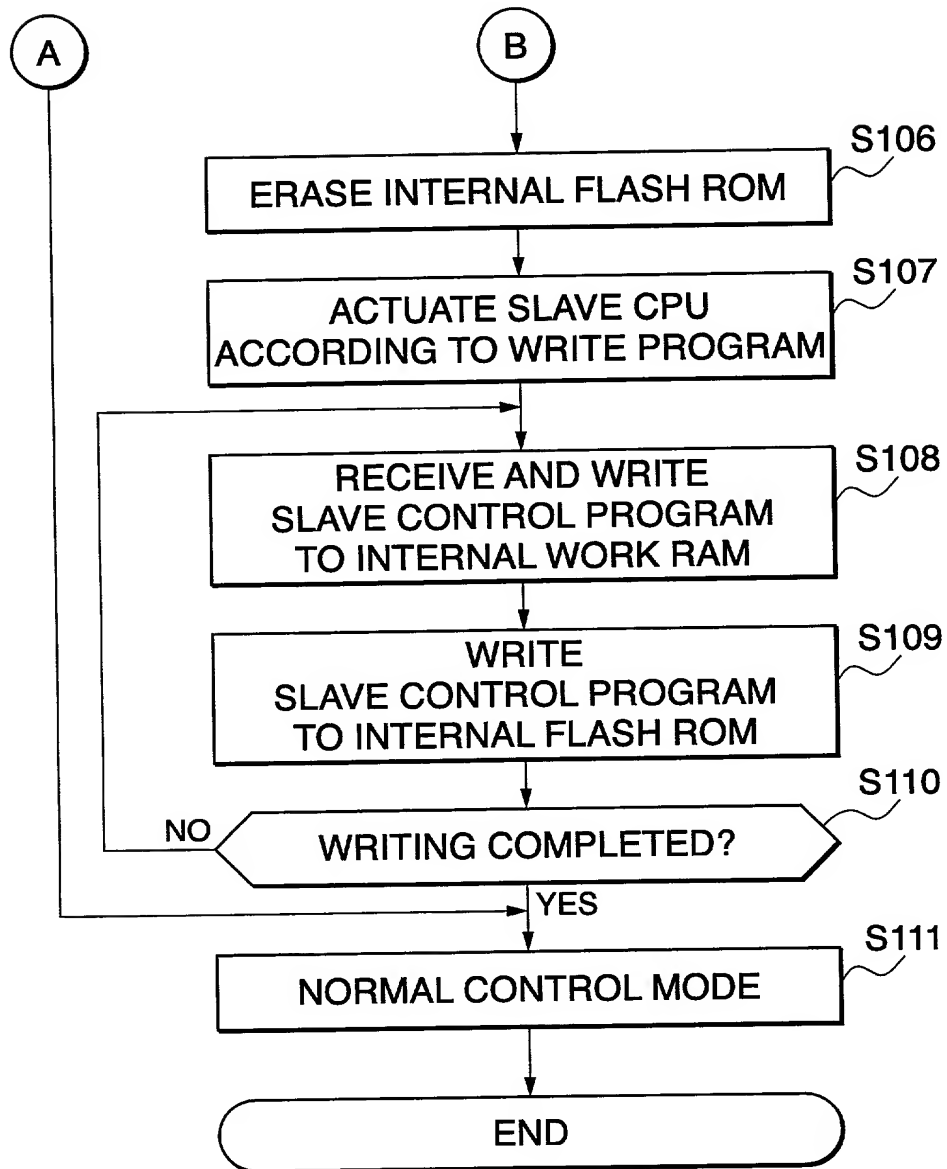 A
B
S106
ERASE INTERNAL FLASH ROM
S107
ACTUATE SLAVE CPU
ACCORDING TO WRITE PROGRAM
S108
RECEIVE AND WRITE
SLAVE CONTROL PROGRAM
TO INTERNAL WORK RAM
S109
WRITE
SLAVE CONTROL PROGRAM
TO INTERNAL FLASH ROM
S110
NO
WRITING COMPLETED?
YES
S111
NORMAL CONTROL MODE
END